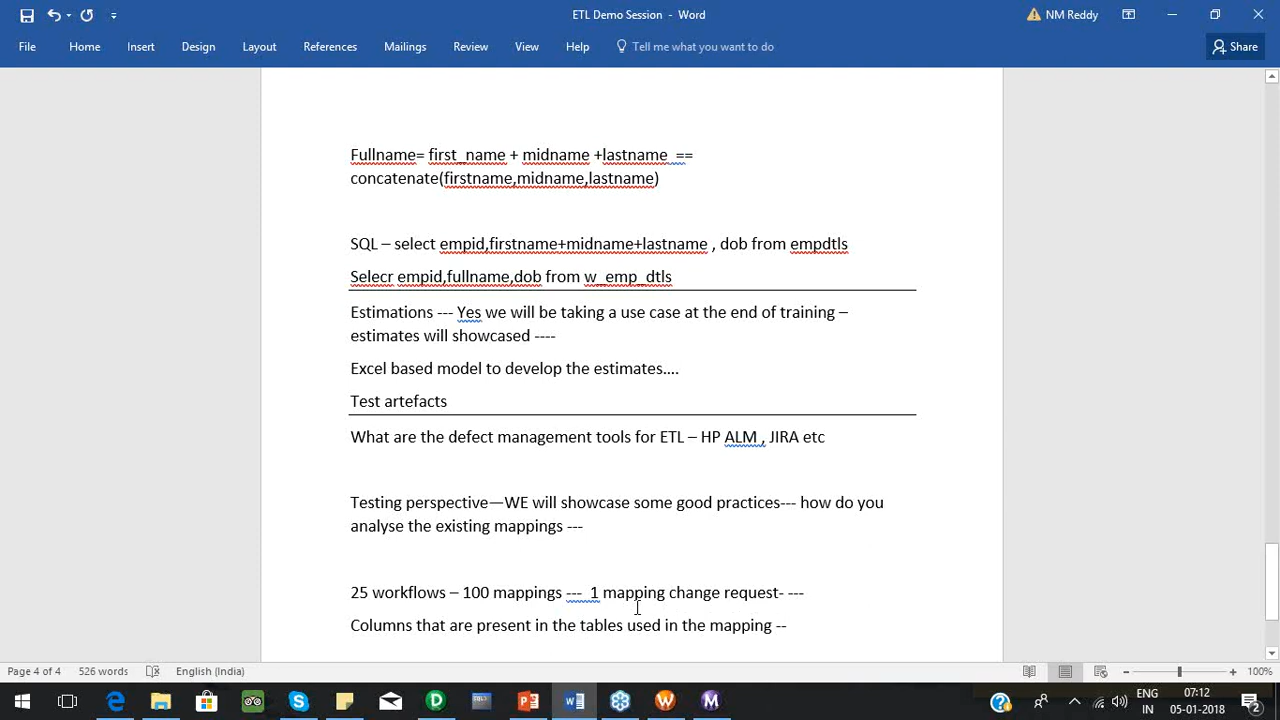 ETL Demo Session - Word
NM Reddy
File Home Insert Design Layout References Mailings Review View Help Tell me what you want to do Share
Fullname= first_name + midname +lastname ==
concatenate(firstname,midname,lastname)
SQL – select empid,firstname+midname+lastname , dob from empdtls
Selecr empid,fullname,dob from w_emp_dtls
Estimations --- Yes we will be taking a use case at the end of training –
estimates will showcased ----
Excel based model to develop the estimates....
Test artefacts
What are the defect management tools for ETL – HP ALM , JIRA etc
Testing perspective—WE will showcase some good practices--- how do you
analyse the existing mappings ---
25 workflows – 100 mappings --- 1 mapping change request- ---
Columns that are present in the tables used in the mapping --
Page 4 of 4 526 words English (India) 100%
ENG 07:12
IN 05-01-2018 2